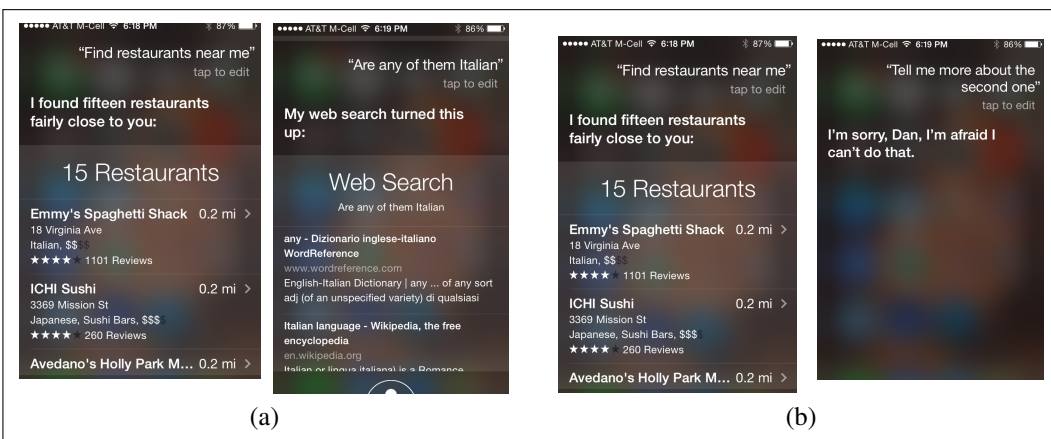 ●●●●● AT&T M-Cell 6:18 PM 87%
“Find restaurants near me”
tap to edit
I found fifteen restaurants
fairly close to you:
15 Restaurants
Emmy's Spaghetti Shack 0.2 mi >
18 Virginia Ave
Italian, $$$$
★★★★★ 1101 Reviews
ICHI Sushi 0.2 mi >
3369 Mission St
Japanese, Sushi Bars, $$$$
★★★★★ 260 Reviews
Avedano's Holly Park M... 0.2 mi >
●●●●● AT&T M-Cell 6:19 PM 86%
“Are any of them Italian”
tap to edit
My web search turned this
up:
Web Search
Are any of them Italian
any - Dizionario inglese-italiano
WordReference
www.wordreference.com
English-Italian Dictionary | any ... of any sort
adj (of an unspecified variety) di qualsiasi
Italian language - Wikipedia, the free
encyclopedia
en.wikipedia.org
Italian or lingua italiana) is a Romance
(a)
●●●●● AT&T M-Cell 6:18 PM 87%
“Find restaurants near me”
tap to edit
I found fifteen restaurants
fairly close to you:
15 Restaurants
Emmy's Spaghetti Shack 0.2 mi >
18 Virginia Ave
Italian, $$$$
★★★★★ 1101 Reviews
ICHI Sushi 0.2 mi >
3369 Mission St
Japanese, Sushi Bars, $$$$
★★★★★ 260 Reviews
Avedano's Holly Park M... 0.2 mi >
●●●●● AT&T M-Cell 6:19 PM 86%
“Tell me more about the
second one”
tap to edit
I'm sorry, Dan, I'm afraid I
can't do that.
(b)